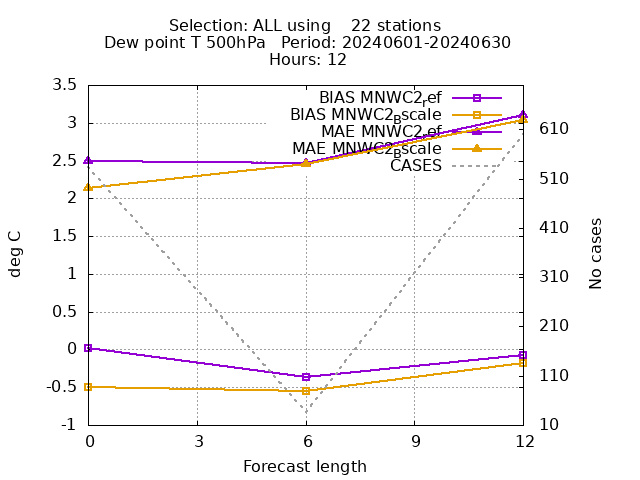 Selection: ALL using 22 stations
Dew point T 500hPa Period: 20240601-20240630
Hours: 12
BIAS MNWC2_ref
BIAS MNWC2_Bscale
MAE MNWC2_ref
MAE MNWC2_Bscale
CASES
3.5
3
2.5
2
1.5
1
0.5
0
-0.5
-1
deg C
610
510
410
310
210
110
10
No cases
0 3 6 9 12
Forecast length